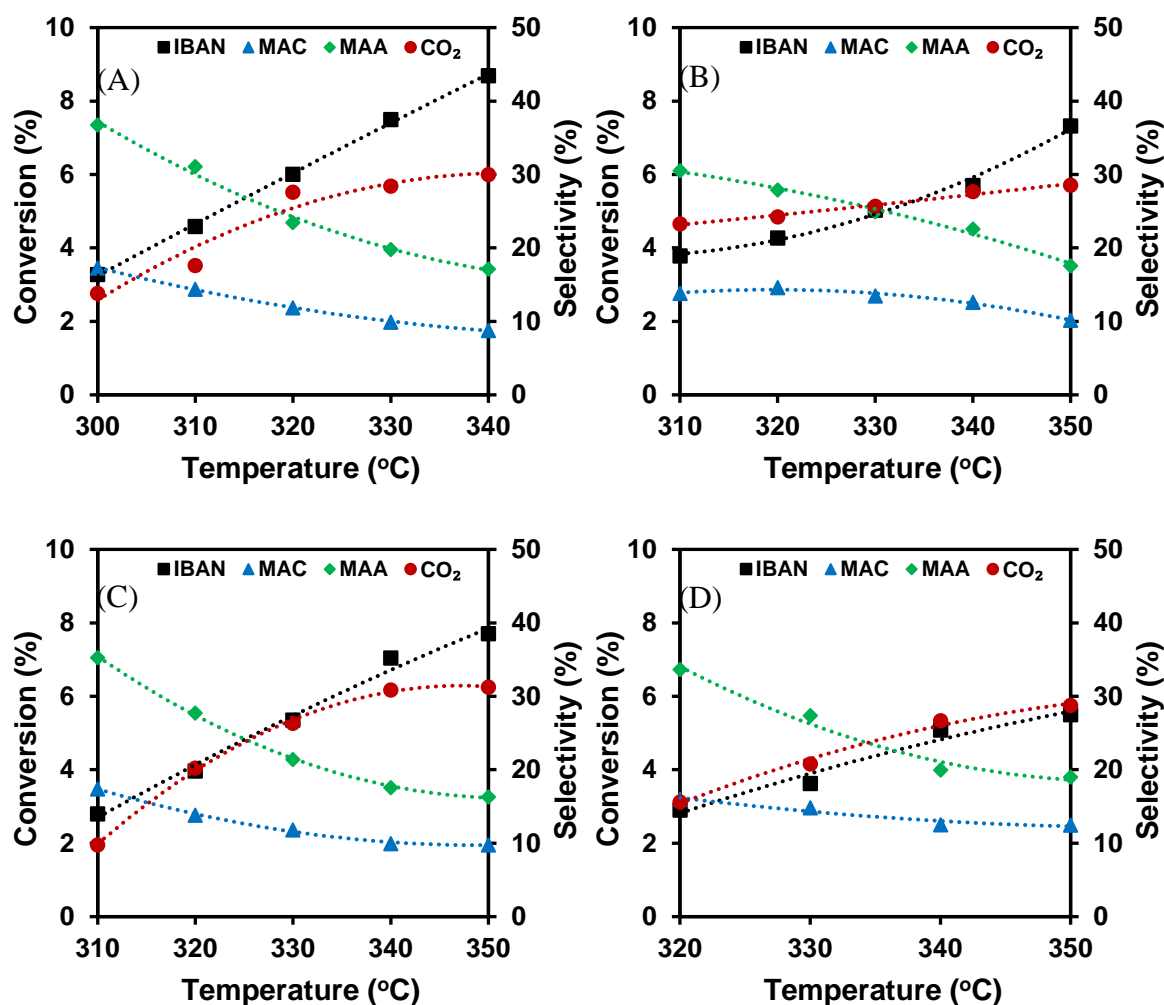 IBAN MAC MAA CO₂
(A)
Conversion (%)
10
8
6
4
2
0
50
40
30
20
10
0
Selectivity (%)
300 310 320 330 340
Temperature (ºC)
IBAN MAC MAA CO₂
(B)
Conversion (%)
10
8
6
4
2
0
50
40
30
20
10
0
Selectivity (%)
310 320 330 340 350
Temperature (ºC)
IBAN MAC MAA CO₂
(C)
Conversion (%)
10
8
6
4
2
0
50
40
30
20
10
0
Selectivity (%)
310 320 330 340 350
Temperature (ºC)
IBAN MAC MAA CO₂
(D)
Conversion (%)
10
8
6
4
2
0
50
40
30
20
10
0
Selectivity (%)
320 330 340 350
Temperature (ºC)